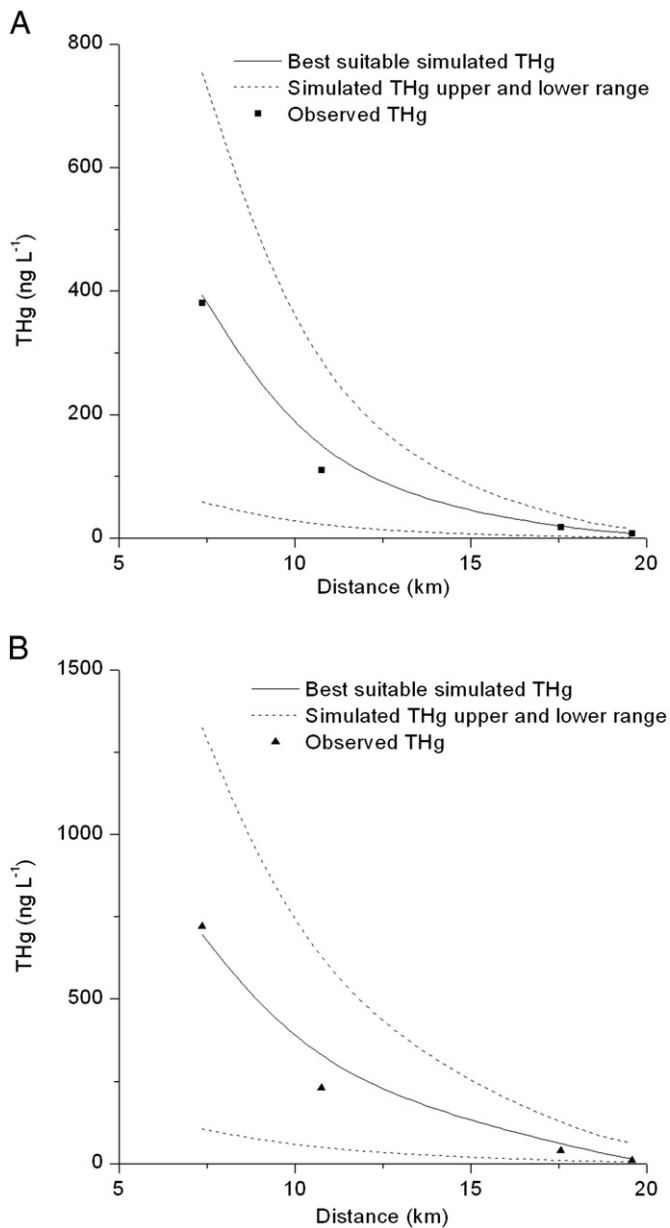 A
800
600
400
200
0
THg (ng L⁻¹)
Best suitable simulated THg
Simulated THg upper and lower range
Observed THg
5 10 15 20
Distance (km)
B
1500
1000
500
0
THg (ng L⁻¹)
Best suitable simulated THg
Simulated THg upper and lower range
Observed THg
5 10 15 20
Distance (km)